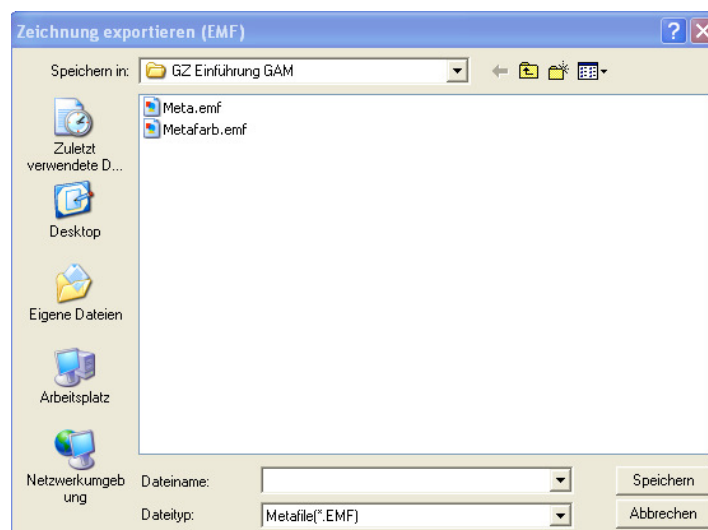 Zeichnung exportieren (EMF)
Speichern in:
GZ Einführung GAM
Meta.emf
Metafarb.emf
Zuletzt
verwendete D...
Desktop
Eigene Dateien
Arbeitsplatz
Netzwerkumgeb
ung
Dateiname:
Speichern
Dateityp:
Metafile(*.EMF)
Abbrechen